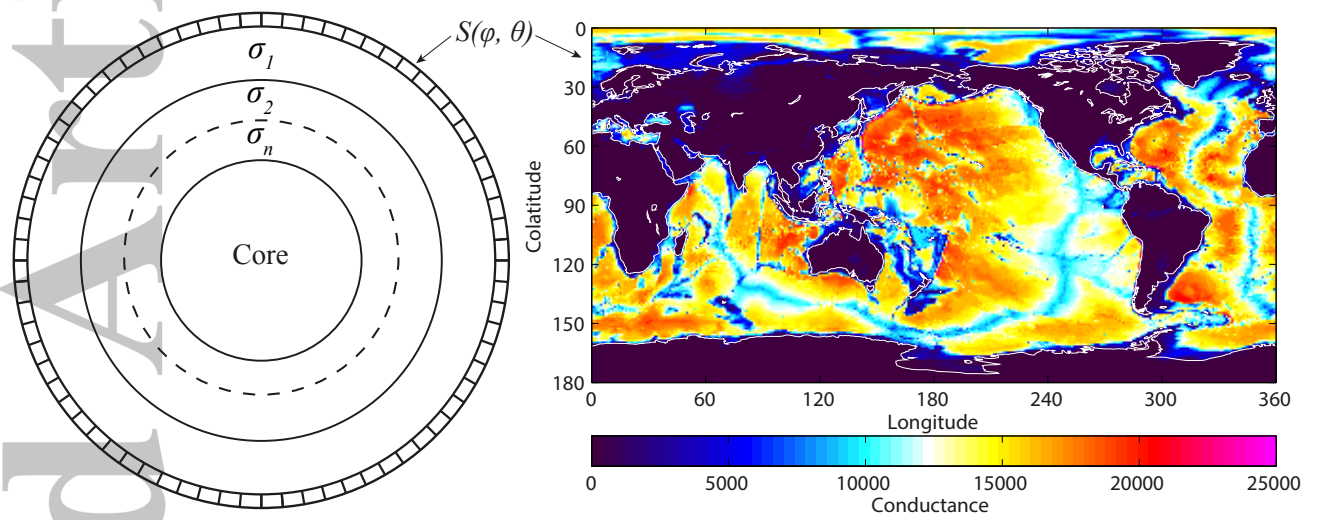 S(φ, θ)
σ₁
σ₂
σₙ
Core
0
30
60
90
120
150
180
Colatitude
0 60 120 180 240 300 360
Longitude
0 5000 10000 15000 20000 25000
Conductance
d Art